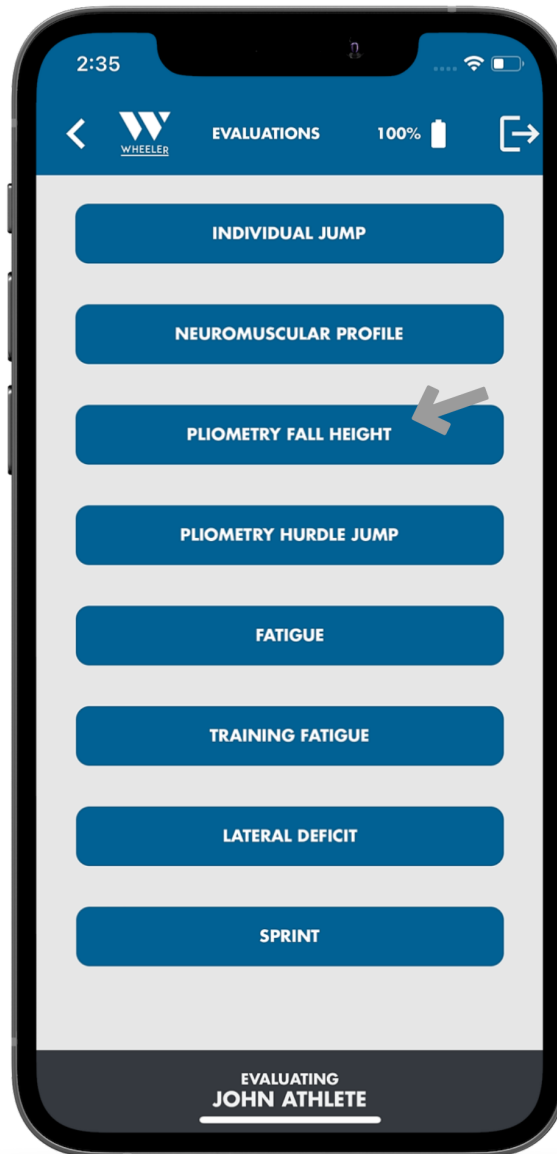 2:35
WHEELER
EVALUATIONS
100%
INDIVIDUAL JUMP
NEUROMUSCULAR PROFILE
PLIOMETRY FALL HEIGHT
PLIOMETRY HURDLE JUMP
FATIGUE
TRAINING FATIGUE
LATERAL DEFICIT
SPRINT
EVALUATING
JOHN ATHLETE